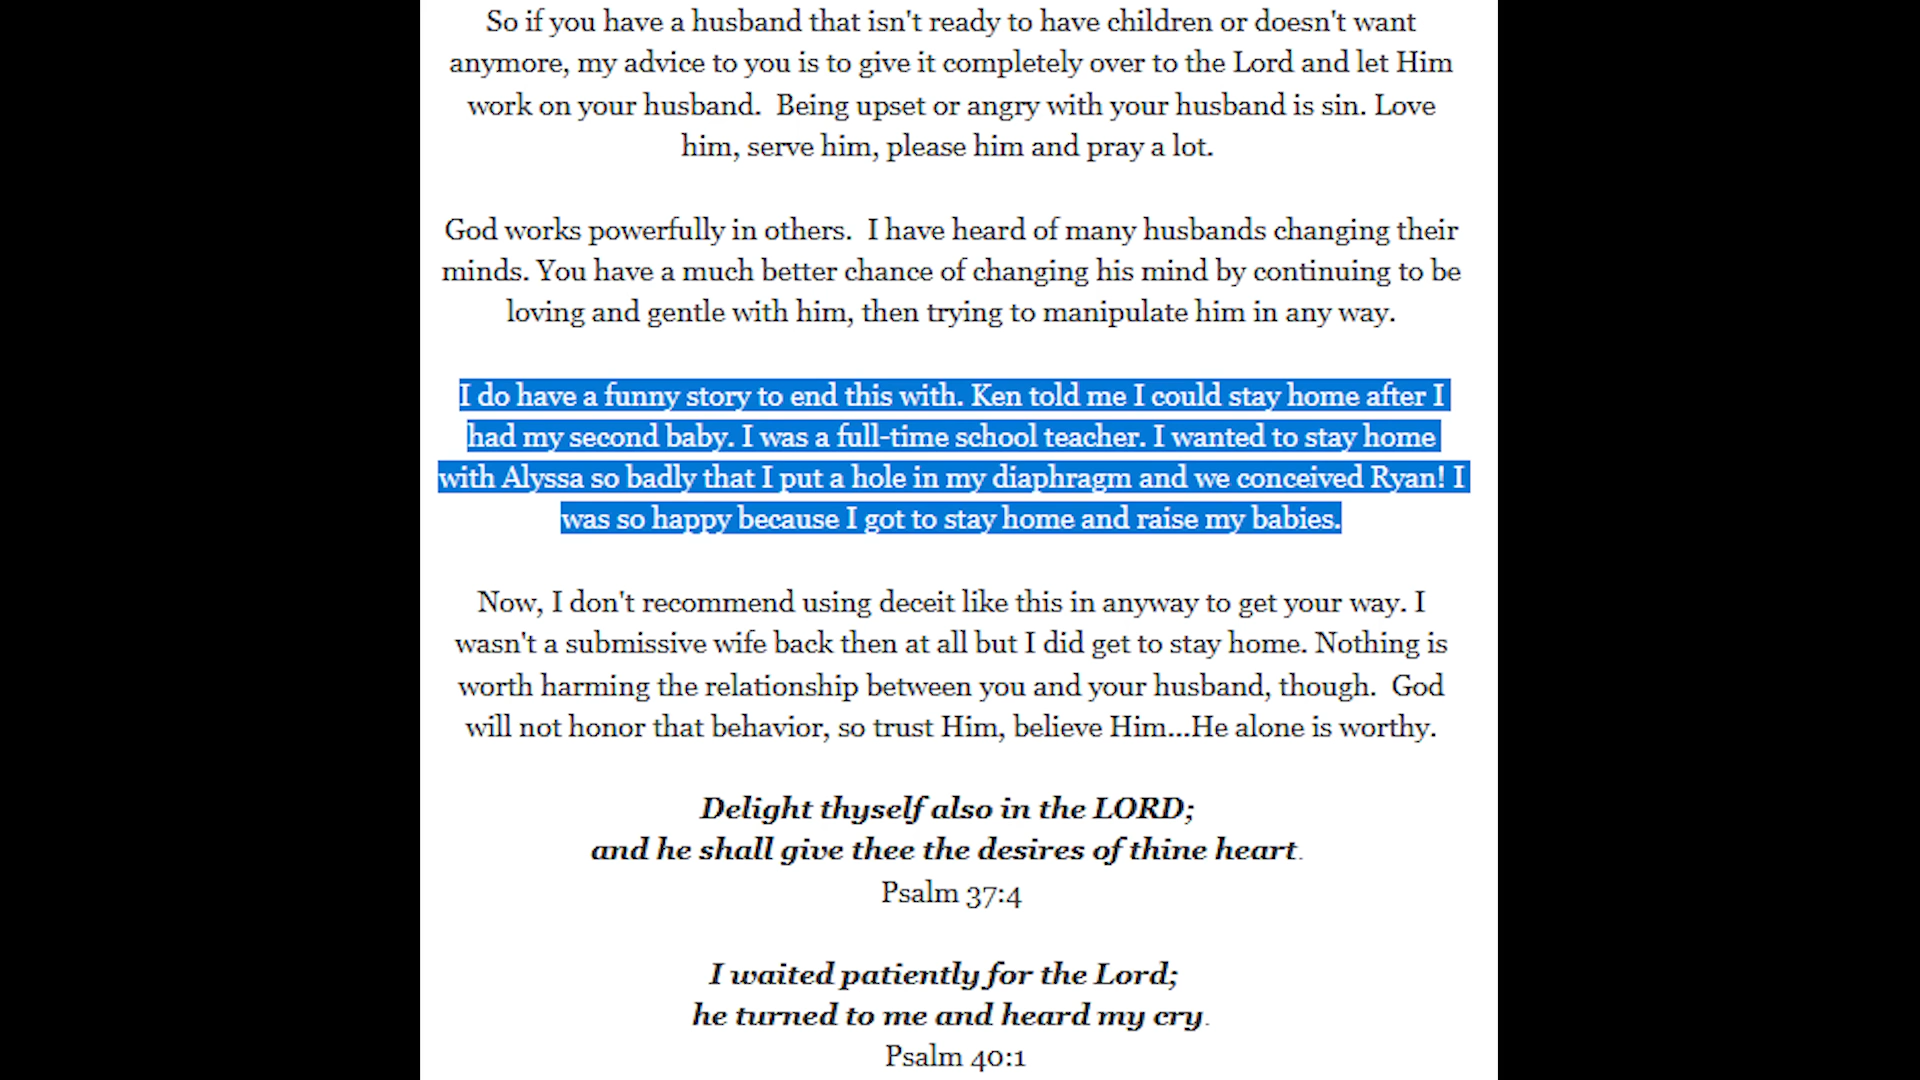 So if you have a husband that isn't ready to have children or doesn't want
anymore, my advice to you is to give it completely over to the Lord and let Him
work on your husband.  Being upset or angry with your husband is sin. Love
him, serve him, please him and pray a lot.
God works powerfully in others.  I have heard of many husbands changing their
minds. You have a much better chance of changing his mind by continuing to be
loving and gentle with him, then trying to manipulate him in any way.
I do have a funny story to end this with. Ken told me I could stay home after I
had my second baby. I was a full-time school teacher. I wanted to stay home
with Alyssa so badly that I put a hole in my diaphragm and we conceived Ryan! I
was so happy because I got to stay home and raise my babies.
Now, I don't recommend using deceit like this in anyway to get your way. I
wasn't a submissive wife back then at all but I did get to stay home. Nothing is
worth harming the relationship between you and your husband, though.  God
will not honor that behavior, so trust Him, believe Him...He alone is worthy.
Delight thyself also in the LORD;
and he shall give thee the desires of thine heart.
Psalm 37:4
I waited patiently for the Lord;
he turned to me and heard my cry.
Psalm 40:1